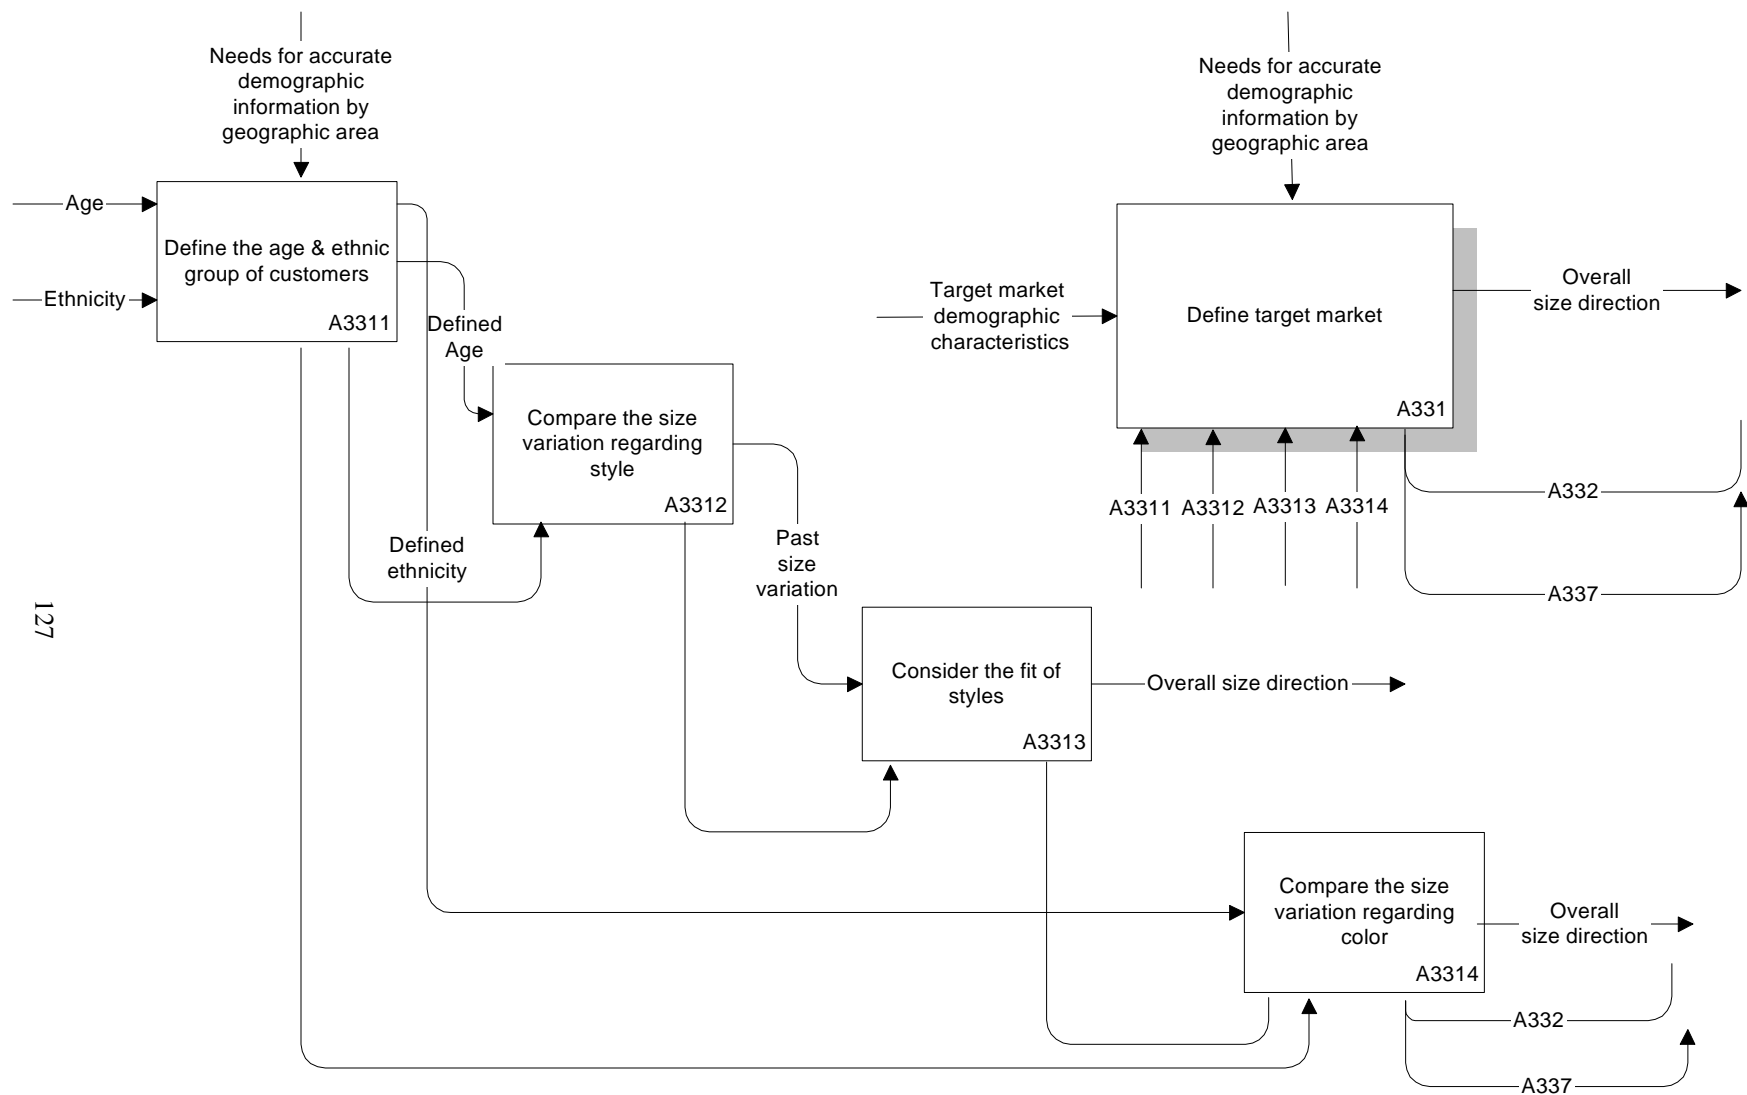 Needs for accurate
demographic
information by
geographic area
Age
Ethnicity
Define the age & ethnic
group of customers
A3311
Defined
Age
Compare the size
variation regarding
style
A3312
Defined
ethnicity
Past
size
variation
Consider the fit of
styles
A3313
Overall size direction
Compare the size
variation regarding
color
A3314
Overall
size direction
A332
A337
Needs for accurate
demographic
information by
geographic area
Target market
demographic
characteristics
Define target market
A331
Overall
size direction
A3311
A3312
A3313
A3314
A332
A337
127